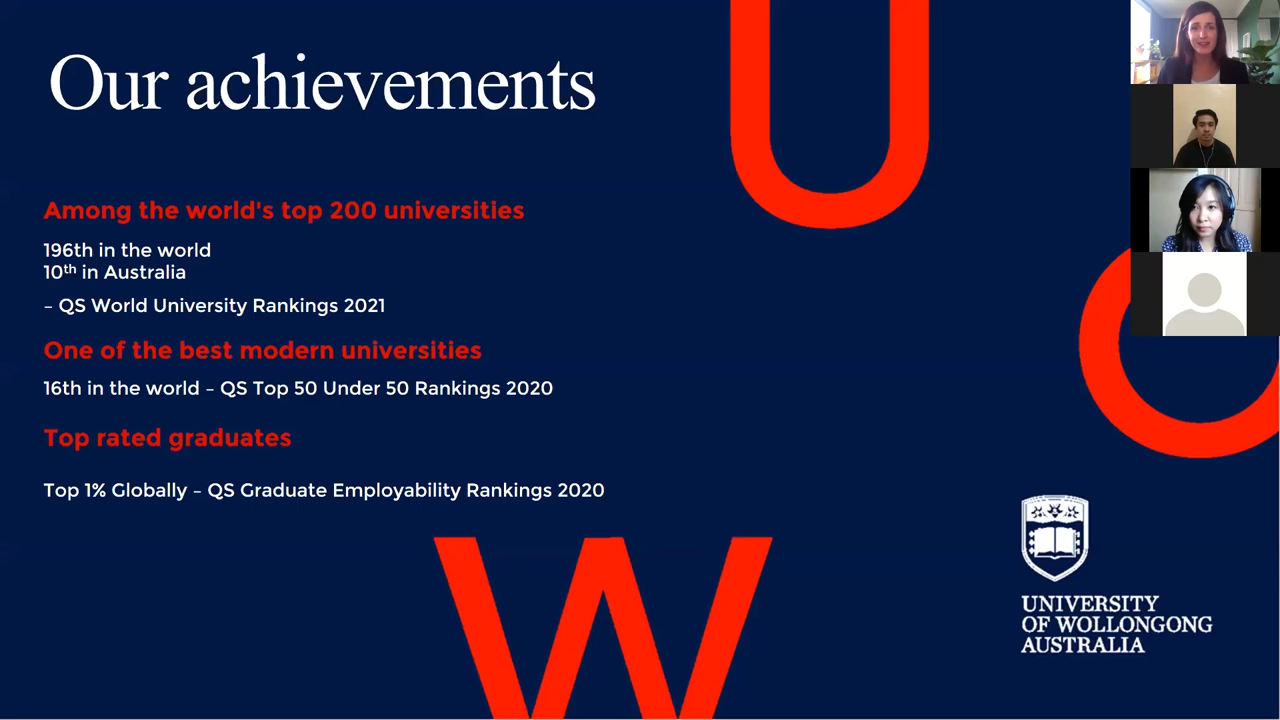 Our achievements
Among the world's top 200 universities
196th in the world
10th in Australia
– QS World University Rankings 2021
One of the best modern universities
16th in the world – QS Top 50 Under 50 Rankings 2020
Top rated graduates
Top 1% Globally – QS Graduate Employability Rankings 2020
U
O
W
UNIVERSITY
OF WOLLONGONG
AUSTRALIA